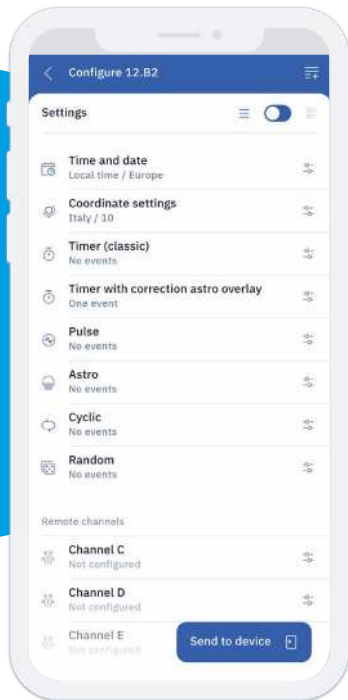 Configure 12.B2
Settings
Time and date
Local time / Europe
Coordinate settings
Italy / 10
Timer (classic)
No events
Timer with correction astro overlay
One event
Pulse
No events
Astro
No events
Cyclic
No events
Random
No events
Remote channels
Channel C
Not configured
Channel D
Not configured
Channel E
Not configured
Send to device